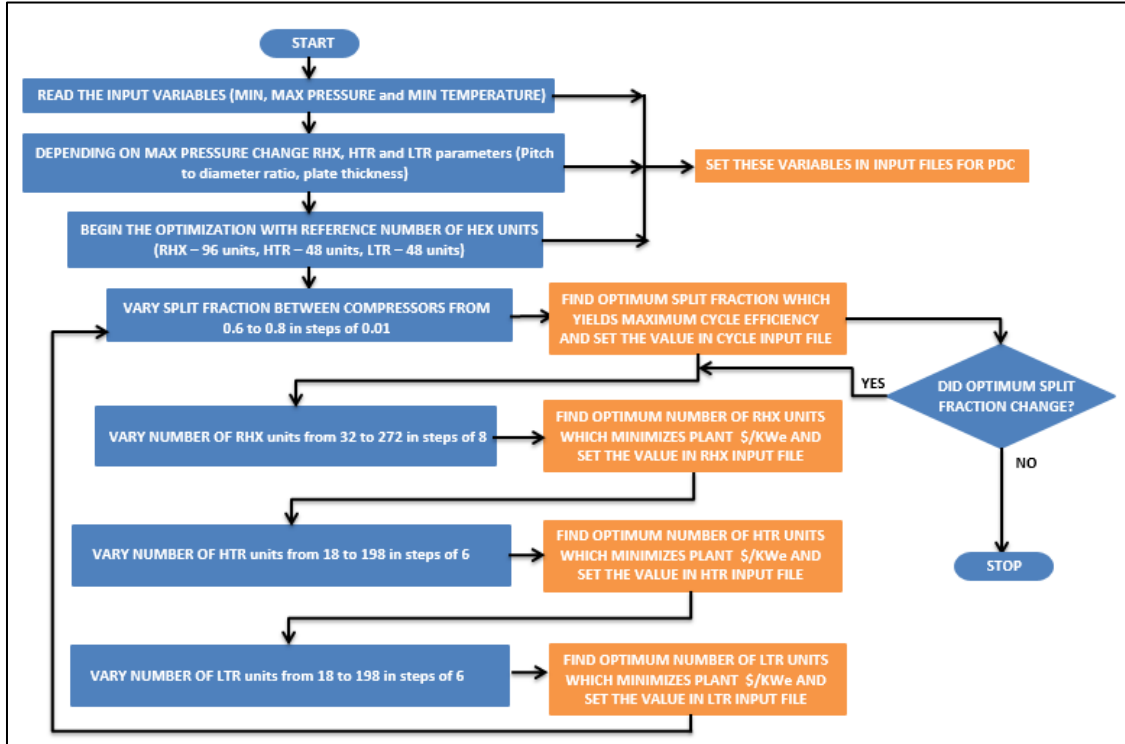 START
READ THE INPUT VARIABLES (MIN, MAX PRESSURE and MIN TEMPERATURE)
DEPENDING ON MAX PRESSURE CHANGE RHX, HTR and LTR parameters (Pitch
to diameter ratio, plate thickness)
SET THESE VARIABLES IN INPUT FILES FOR PDC
BEGIN THE OPTIMIZATION WITH REFERENCE NUMBER OF HEX UNITS
(RHX – 96 units, HTR – 48 units, LTR – 48 units)
VARY SPLIT FRACTION BETWEEN COMPRESSORS FROM
0.6 to 0.8 in steps of 0.01
FIND OPTIMUM SPLIT FRACTION WHICH
YIELDS MAXIMUM CYCLE EFFICIENCY
AND SET THE VALUE IN CYCLE INPUT FILE
YES
DID OPTIMUM SPLIT
FRACTION CHANGE?
NO
STOP
VARY NUMBER OF RHX units from 32 to 272 in steps of 8
FIND OPTIMUM NUMBER OF RHX UNITS
WHICH MINIMIZES PLANT $/KWe AND
SET THE VALUE IN RHX INPUT FILE
VARY NUMBER OF HTR units from 18 to 198 in steps of 6
FIND OPTIMUM NUMBER OF HTR UNITS
WHICH MINIMIZES PLANT $/KWe AND
SET THE VALUE IN HTR INPUT FILE
VARY NUMBER OF LTR units from 18 to 198 in steps of 6
FIND OPTIMUM NUMBER OF LTR UNITS
WHICH MINIMIZES PLANT $/KWe AND
SET THE VALUE IN LTR INPUT FILE